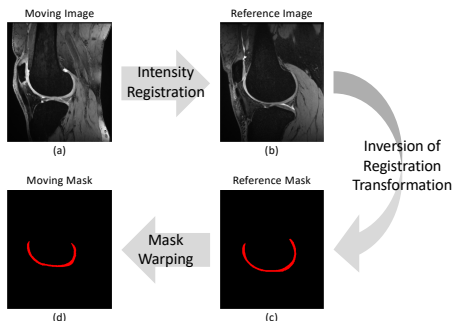 Moving Image
Reference Image
Intensity
Registration
(a)
(b)
Inversion of
Registration
Transformation
Moving Mask
Reference Mask
Mask
Warping
(d)
(c)